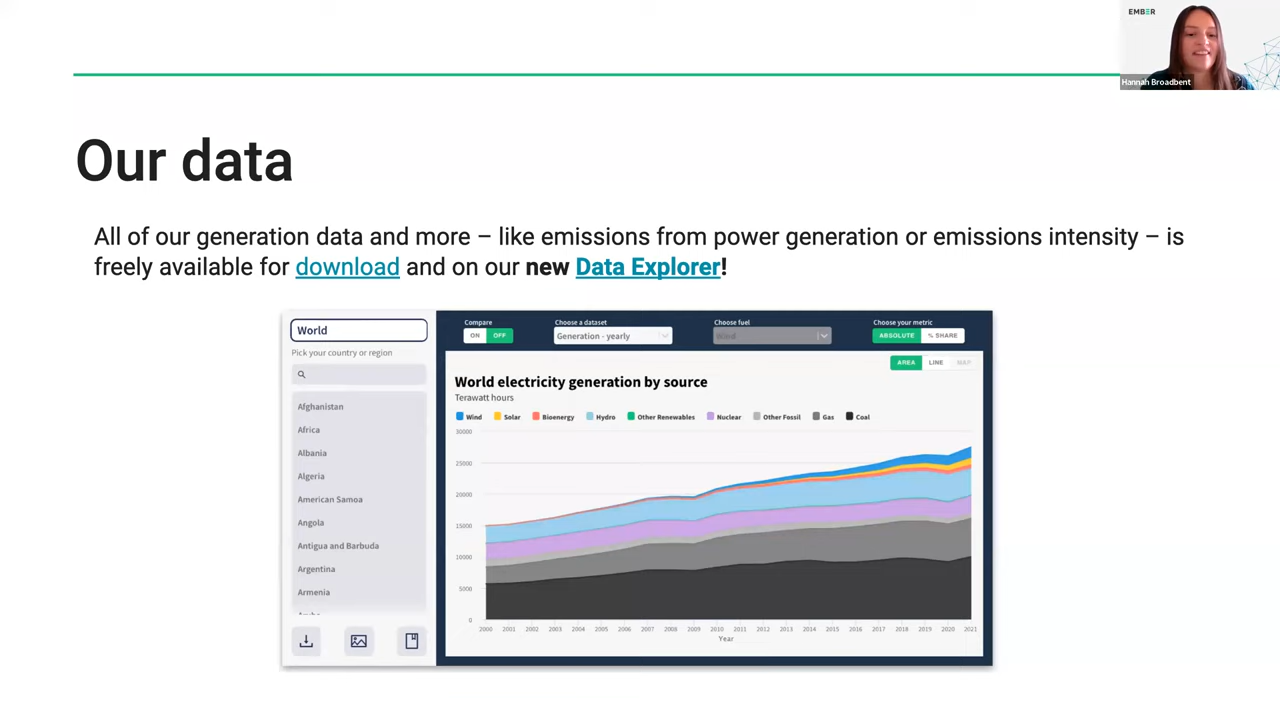 EMBER
Hannah Broadbent
Our data
All of our generation data and more – like emissions from power generation or emissions intensity – is
freely available for download and on our new Data Explorer!
World
Pick your country or region
Afghanistan
Africa
Albania
Algeria
American Samoa
Angola
Antigua and Barbuda
Argentina
Armenia
Compare
ON OFF
Choose a dataset
Generation - yearly
Choose fuel
Wind
Choose your metric
ABSOLUTE % SHARE
AREA LINE MAP
World electricity generation by source
Terawatt hours
Wind Solar Bioenergy Hydro Other Renewables Nuclear Other Fossil Gas Coal
30000
25000
20000
15000
10000
5000
0
2000 2001 2002 2003 2004 2005 2006 2007 2008 2009 2010 2011 2012 2013 2014 2015 2016 2017 2018 2019 2020 2021
Year